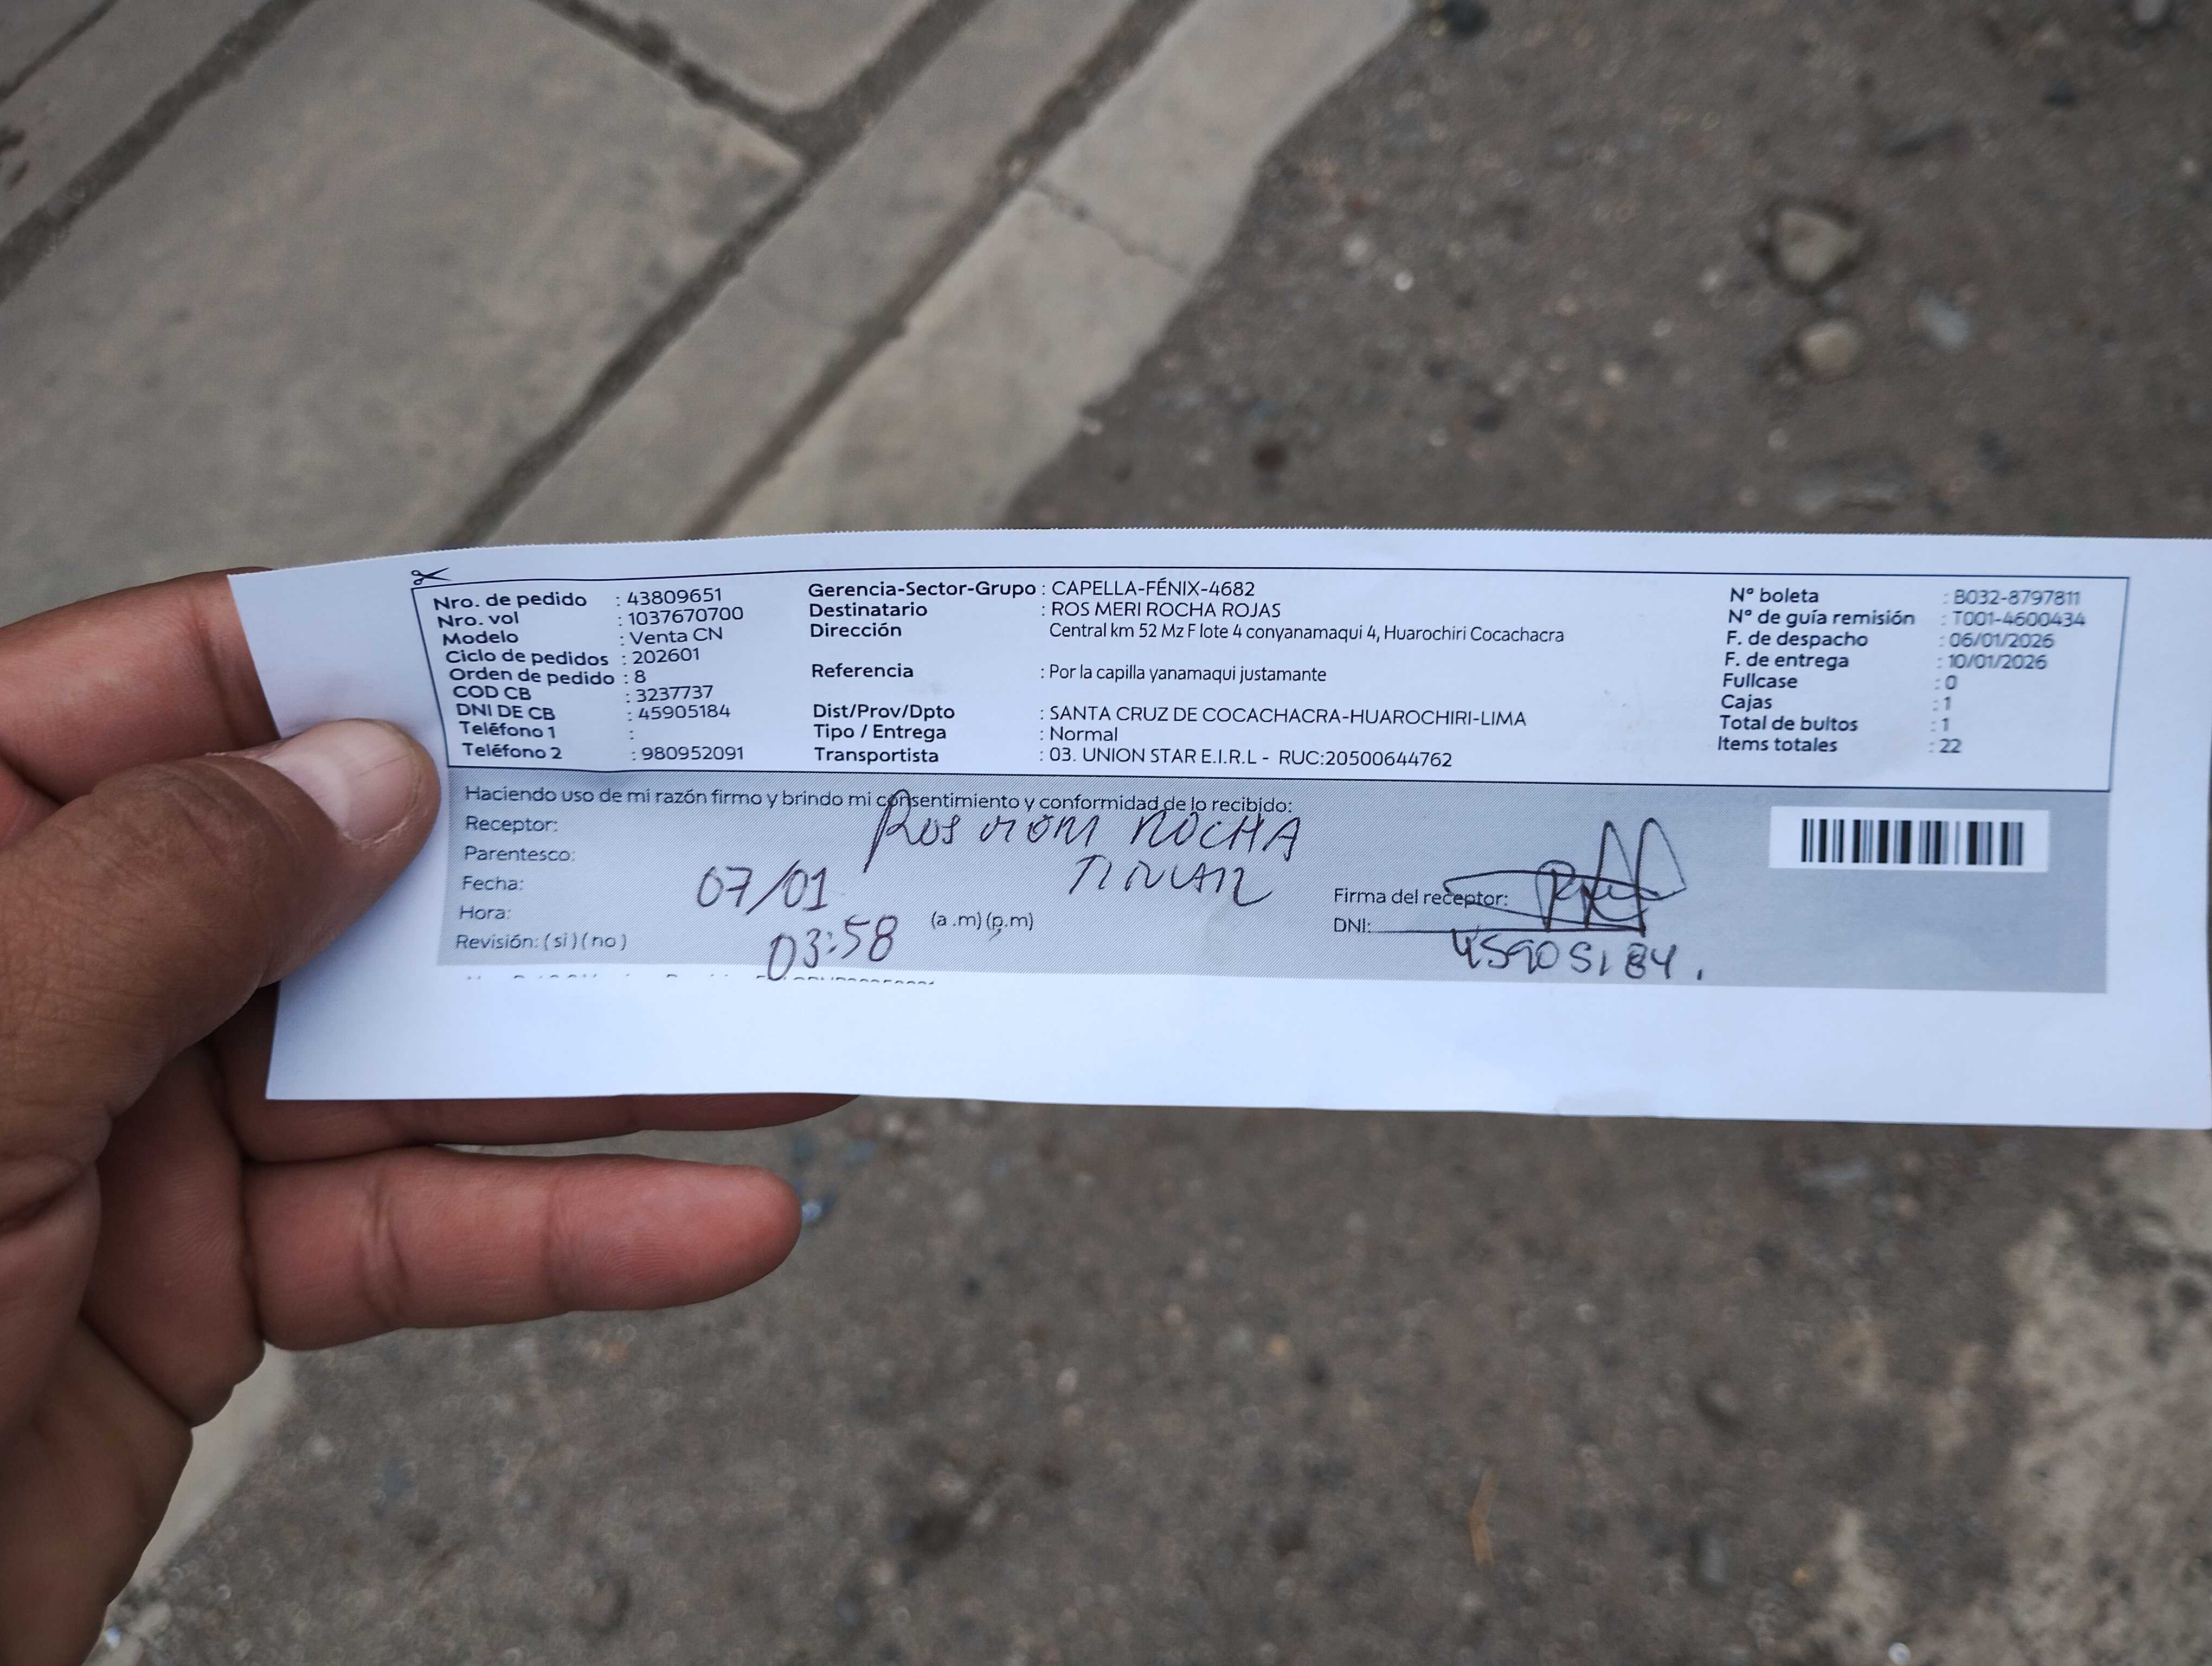 Nro. de pedido : 43809651
Nro. vol : 1037670700
Modelo : Venta CN
Ciclo de pedidos : 202601
Orden de pedido : 8
COD CB : 3237737
DNI DE CB : 45905184
Teléfono 1 :
Teléfono 2 : 980952091
Gerencia-Sector-Grupo : CAPELLA-FÉNIX-4682
Destinatario : ROS MERI ROCHA ROJAS
Dirección Central km 52 Mz F lote 4 conyanamaqui 4, Huarochiri Cocachacra
Referencia : Por la capilla yanamaqui justamante
Dist/Prov/Dpto : SANTA CRUZ DE COCACHACRA-HUAROCHIRI-LIMA
Tipo / Entrega : Normal
Transportista : 03. UNION STAR E.I.R.L - RUC:20500644762
N° boleta : B032-8797811
N° de guía remisión : T001-4600434
F. de despacho : 06/01/2026
F. de entrega : 10/01/2026
Fullcase : 0
Cajas : 1
Total de bultos : 1
Items totales : 22
Haciendo uso de mi razón firmo y brindo mi consentimiento y conformidad de lo recibido:
Receptor: Ros ROCHA
Parentesco:
Fecha: 07/01
Hora: 03:58 (a.m) (p.m)
Revisión: (si) (no)
Firma del receptor:
DNI: 45905184.